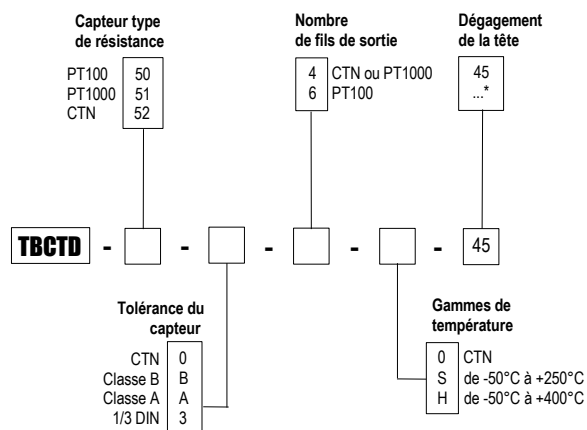 Capteur type
de résistance
PT100 50
PT1000 51
CTN 52
Nombre
de fils de sortie
4 CTN ou PT1000
6 PT100
Dégagement
de la tête
45
...*
TBCTD - - - - - 45
Tolérance du
capteur
CTN 0
Classe B B
Classe A A
1/3 DIN 3
Gammes de
température
0 CTN
S de -50°C à +250°C
H de -50°C à +400°C